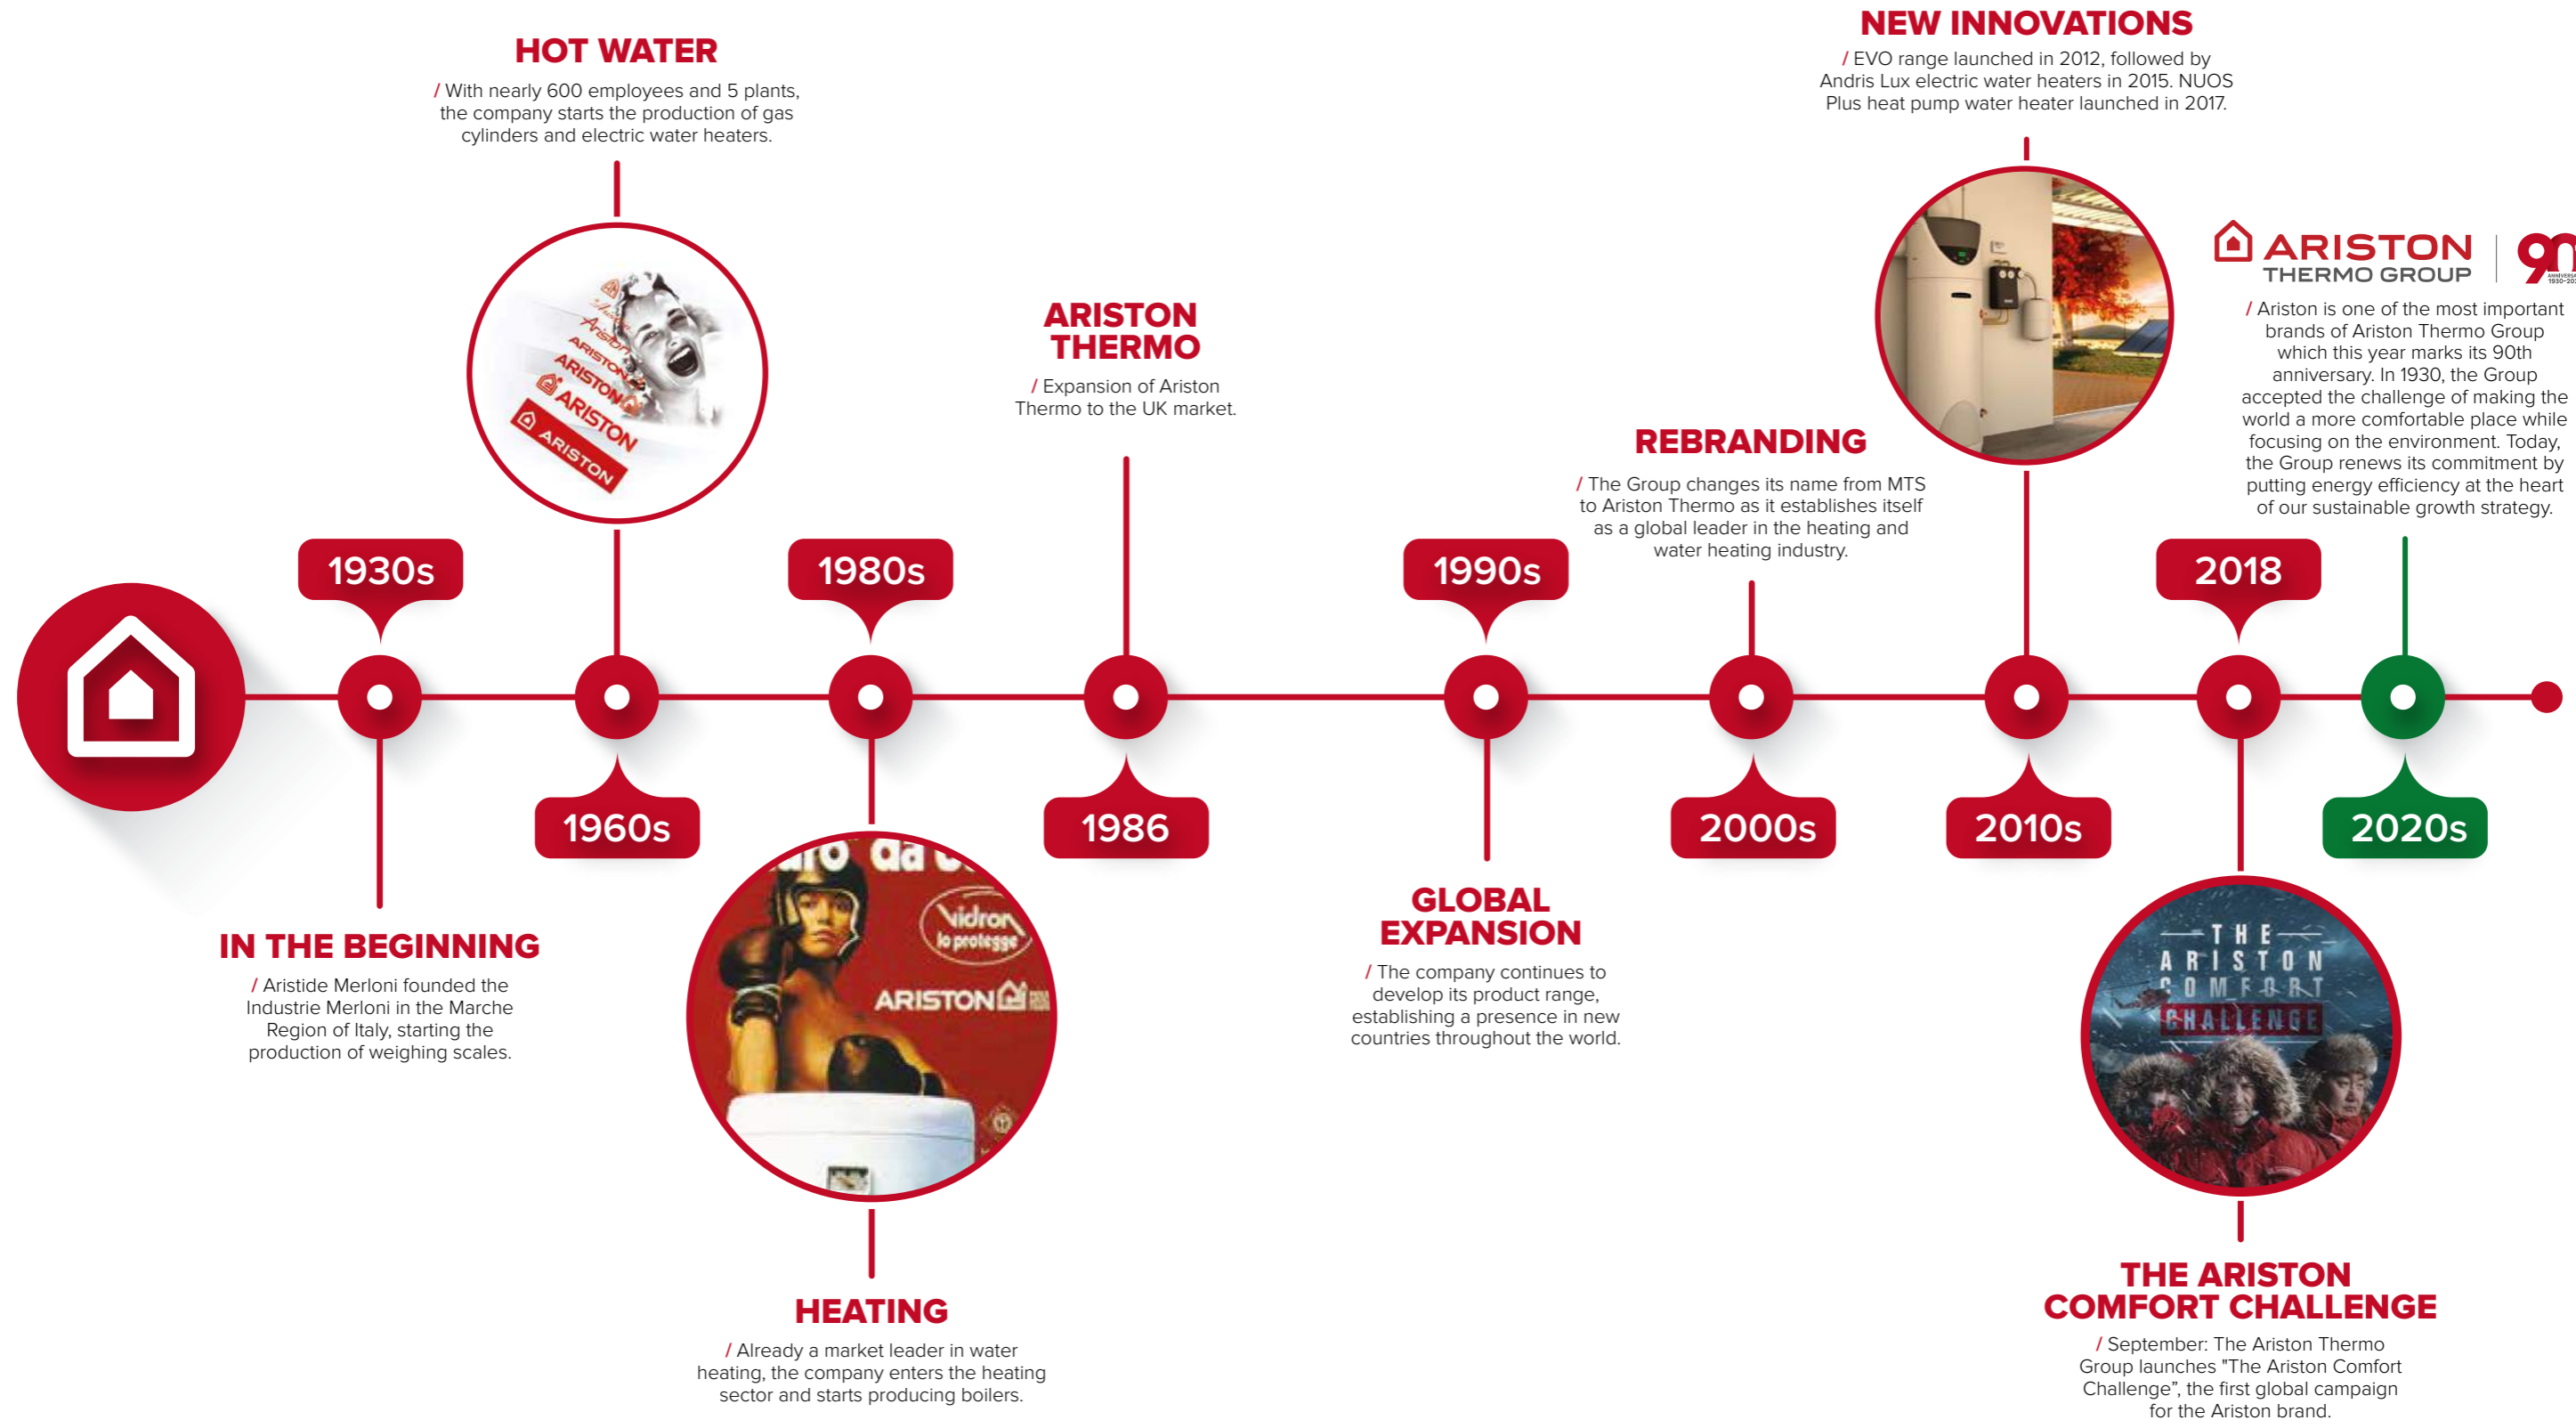 HOT WATER
/ With nearly 600 employees and 5 plants,
the company starts the production of gas
cylinders and electric water heaters.
Ariston
ARISTON
ARISTON
ARISTON
ARISTON
1930s
IN THE BEGINNING
/ Aristide Merloni founded the
Industrie Merloni in the Marche
Region of Italy, starting the
production of weighing scales.
1960s
1980s
Vidron
lo protegge
ARISTON
HEATING
/ Already a market leader in water
heating, the company enters the heating
sector and starts producing boilers.
ARISTON
THERMO
/ Expansion of Ariston
Thermo to the UK market.
1986
1990s
GLOBAL
EXPANSION
/ The company continues to
develop its product range,
establishing a presence in new
countries throughout the world.
REBRANDING
/ The Group changes its name from MTS
to Ariston Thermo as it establishes itself
as a global leader in the heating and
water heating industry.
2000s
NEW INNOVATIONS
/ EVO range launched in 2012, followed by
Andris Lux electric water heaters in 2015. NUOS
Plus heat pump water heater launched in 2017.
2010s
2018
THE
ARISTON
COMFORT
CHALLENGE
THE ARISTON
COMFORT CHALLENGE
/ September: The Ariston Thermo
Group launches "The Ariston Comfort
Challenge”, the first global campaign
for the Ariston brand.
ARISTON
THERMO GROUP
/ Ariston is one of the most important
brands of Ariston Thermo Group
which this year marks its 90th
anniversary. In 1930, the Group
accepted the challenge of making the
world a more comfortable place while
focusing on the environment. Today,
the Group renews its commitment by
putting energy efficiency at the heart
of our sustainable growth strategy.
2020s